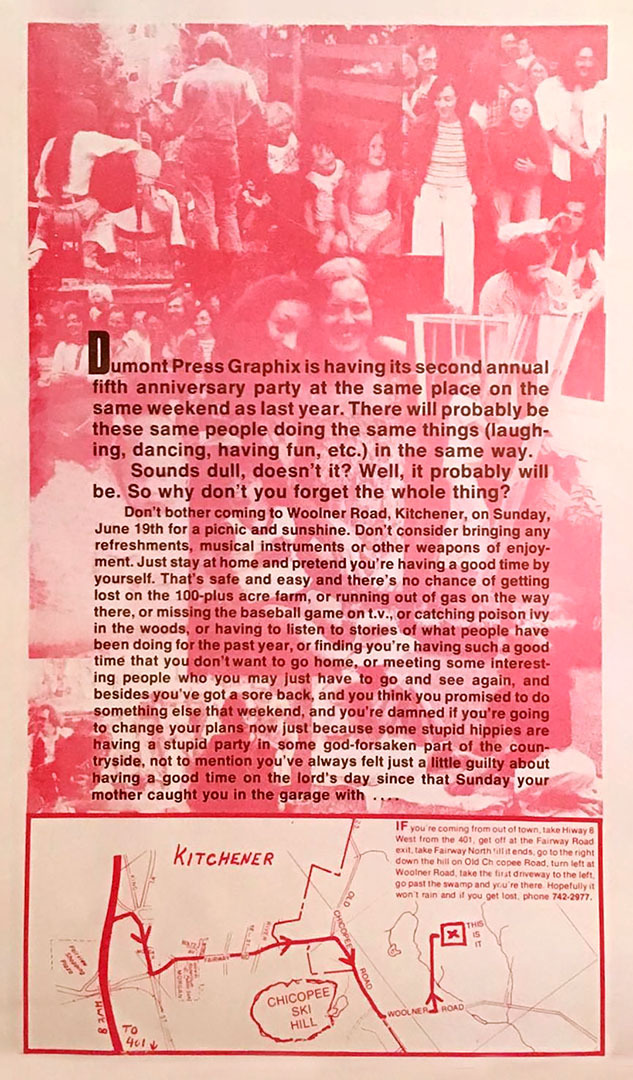 Dumont Press Graphix is having its second annual
fifth anniversary party at the same place on the
same weekend as last year. There will probably be
these same people doing the same things (laugh-
ing, dancing, having fun, etc.) in the same way.
Sounds dull, doesn't it? Well, it probably will
be. So why don't you forget the whole thing?
Don't bother coming to Woolner Road, Kitchener, on Sunday,
June 19th for a picnic and sunshine. Don't consider bringing any
refreshments, musical instruments or other weapons of enjoy-
ment. Just stay at home and pretend you're having a good time by
yourself. That's safe and easy and there's no chance of getting
lost on the 100-plus acre farm, or running out of gas on the way
there, or missing the baseball game on t.v., or catching poison ivy
in the woods, or having to listen to stories of what people have
been doing for the past year, or finding you're having such a good
time that you don't want to go home, or meeting some interest-
ing people who you may just have to go and see again, and
besides you've got a sore back, and you think you promised to do
something else that weekend, and you're damned if you're going
to change your plans now just because some stupid hippies are
having a stupid party in some god-forsaken part of the coun-
tryside, not to mention you've always felt just a little guilty about
having a good time on the lord's day since that Sunday your
mother caught you in the garage with ....
IF you're coming from out of town, take Hiway 8
West from the 401, get off at the Fairway Road
exit, take Fairway North till it ends, go to the right
down the hill on Old Ch copee Road, turn left at
Woolner Road, take the first driveway to the left,
go past the swamp and you're there. Hopefully it
won't rain and if you get lost, phone 742-2977.
KITCHENER
KING
RIVER
OLD
CHICOPEE
ROAD
THIS
IS
IT
FAIRWAY
Fairview
Shopping
Plaza
MORGAN
HWY 8
CHICOPEE
SKI
HILL
WOOLNER ROAD
TO
401